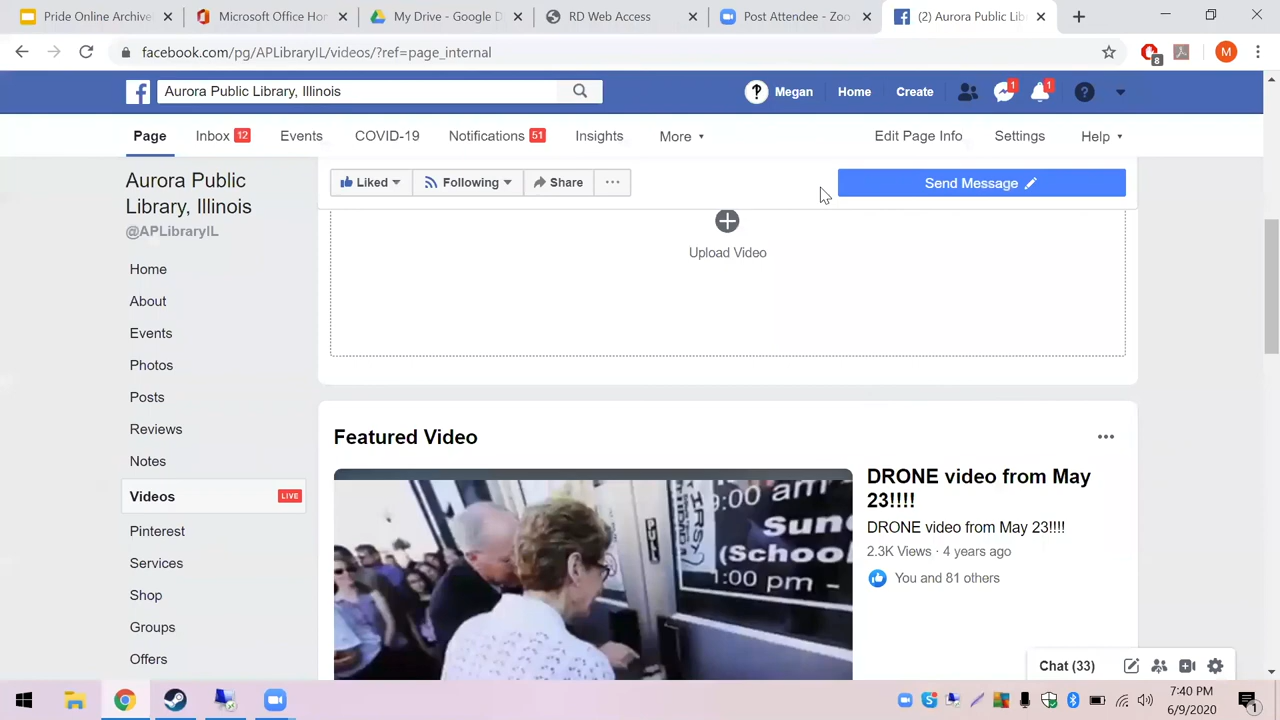 Pride Online Archive
Microsoft Office Hor
My Drive - Google D
RD Web Access
Post Attendee - Zoo
(2) Aurora Public Lib
facebook.com/pg/APLibraryIL/videos/?ref=page_internal
8
M
Aurora Public Library, Illinois
Megan
Home
Create
1
1
Page
Inbox 12
Events
COVID-19
Notifications 51
Insights
More
Edit Page Info
Settings
Help
Aurora Public
Library, Illinois
@APLibraryIL
Liked
Following
Share
Send Message
Upload Video
Home
About
Events
Photos
Posts
Reviews
Notes
Videos LIVE
Pinterest
Services
Shop
Groups
Offers
Featured Video
DRONE video from May
23!!!!
DRONE video from May 23!!!!
2.3K Views · 4 years ago
You and 81 others
9:00 am
Sun
(Schoo
1:00 pm -
Chat (33)
7:40 PM
6/9/2020
1